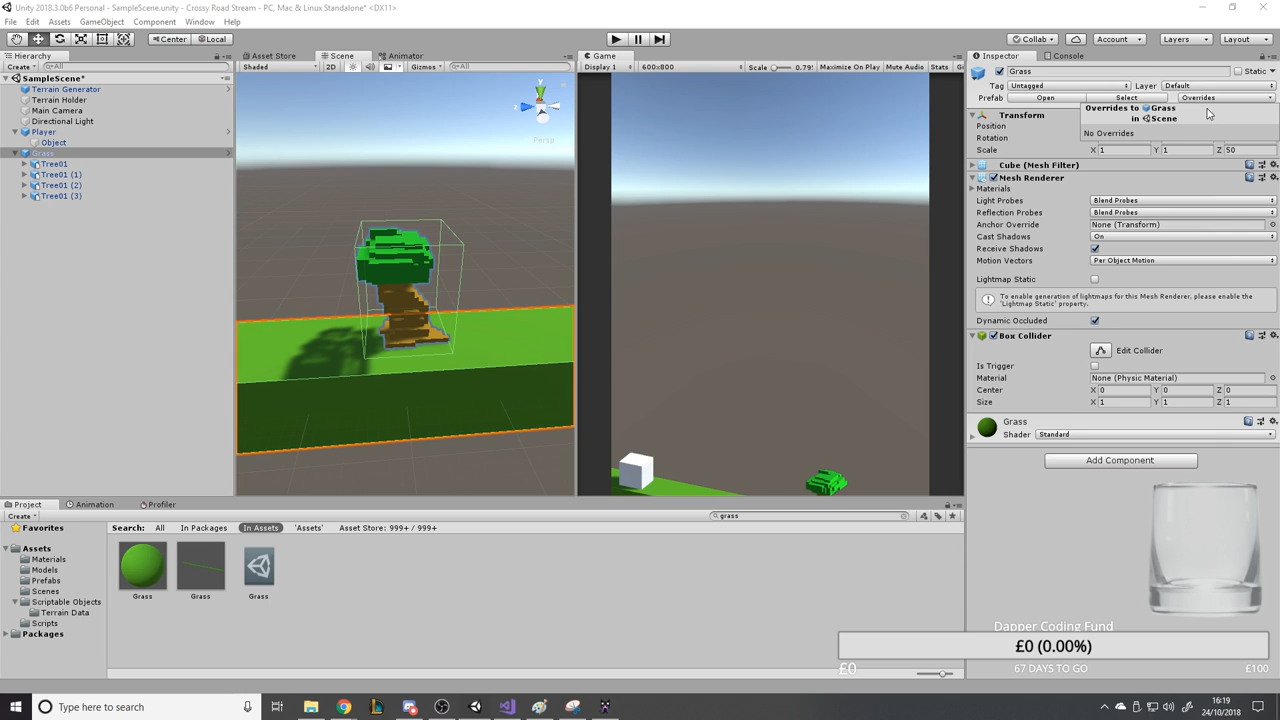 Unity 2018.3.0b6 Personal - SampleScene.unity - Crossy Road Stream - PC, Mac & Linux Standalone* <DX11>
File Edit Assets GameObject Component Window Help
Center Local Collab Account Layers Layout
Hierarchy
Create All
SampleScene*
Terrain Generator
Terrain Holder
Main Camera
Directional Light
Player
Object
Grass
Tree01
Tree01 (1)
Tree01 (2)
Tree01 (3)
Asset Store Scene Animator
Shaded 2D Gizmos All
y
z
Persp
Game
Display 1 600x800 Scale 0.79 Maximize On Play Mute Audio Stats
Inspector Console
Grass Static
Tag Untagged Layer Default
Prefab Open Select Overrides
Overrides to Grass
in Scene
No Overrides
Transform
Position
Rotation
Scale X 1 Y 1 Z 50
Cube (Mesh Filter)
Mesh Renderer
Materials
Light Probes Blend Probes
Reflection Probes Blend Probes
Anchor Override None (Transform)
Cast Shadows On
Receive Shadows
Motion Vectors Per Object Motion
Lightmap Static
To enable generation of lightmaps for this Mesh Renderer, please enable the
'Lightmap Static' property.
Dynamic Occluded
Box Collider
Edit Collider
Is Trigger
Material None (Physic Material)
Center X 0 Y 0 Z 0
Size X 1 Y 1 Z 1
Grass
Shader Standard
Add Component
Project Animation Profiler
Create grass
Favorites
Assets
Materials
Models
Prefabs
Scenes
Scriptable Objects
Terrain Data
Scripts
Packages
Search: All In Packages In Assets 'Assets' Asset Store: 999+ / 999+
Grass Grass Grass
Dapper Coding Fund
£0 (0.00%)
£0 67 DAYS TO GO £100
Type here to search
16:19
24/10/2018